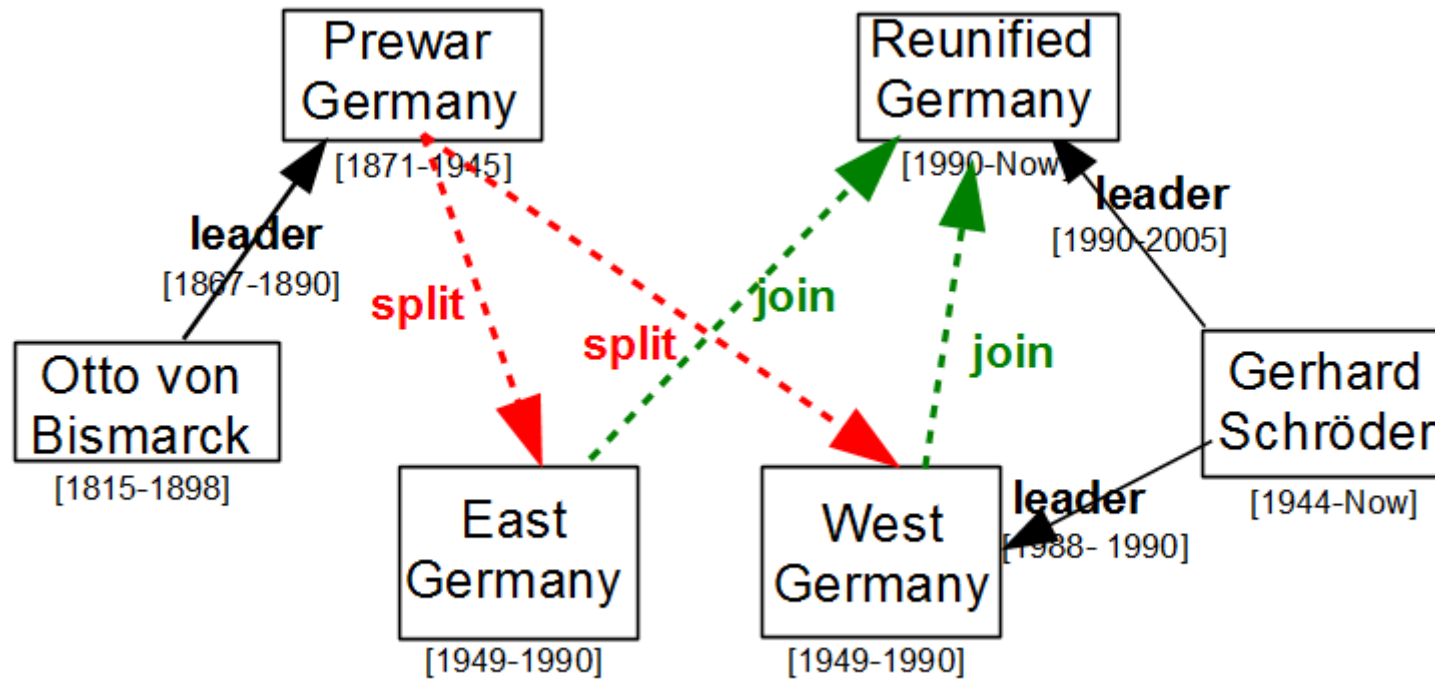 Prewar
Germany
[1871-1945]
Reunified
Germany
[1990-Now]
leader
[1867-1890]
leader
[1990-2005]
split
split
join
join
Otto von
Bismarck
[1815-1898]
Gerhard
Schröder
[1944-Now]
East
Germany
[1949-1990]
West
Germany
[1949-1990]
leader
[1988- 1990]